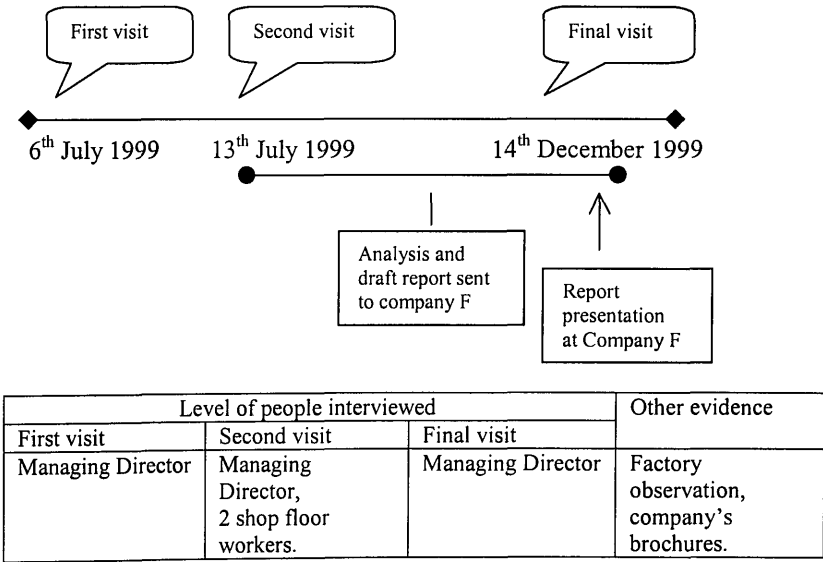 First visit
Second visit
Final visit
6th July 1999
13th July 1999
14th December 1999
Analysis and
draft report sent
to company F
Report
presentation
at Company F
Level of people interviewed
Other evidence
First visit
Second visit
Final visit
Managing Director
Managing
Director,
2 shop floor
workers.
Managing Director
Factory
observation,
company's
brochures.